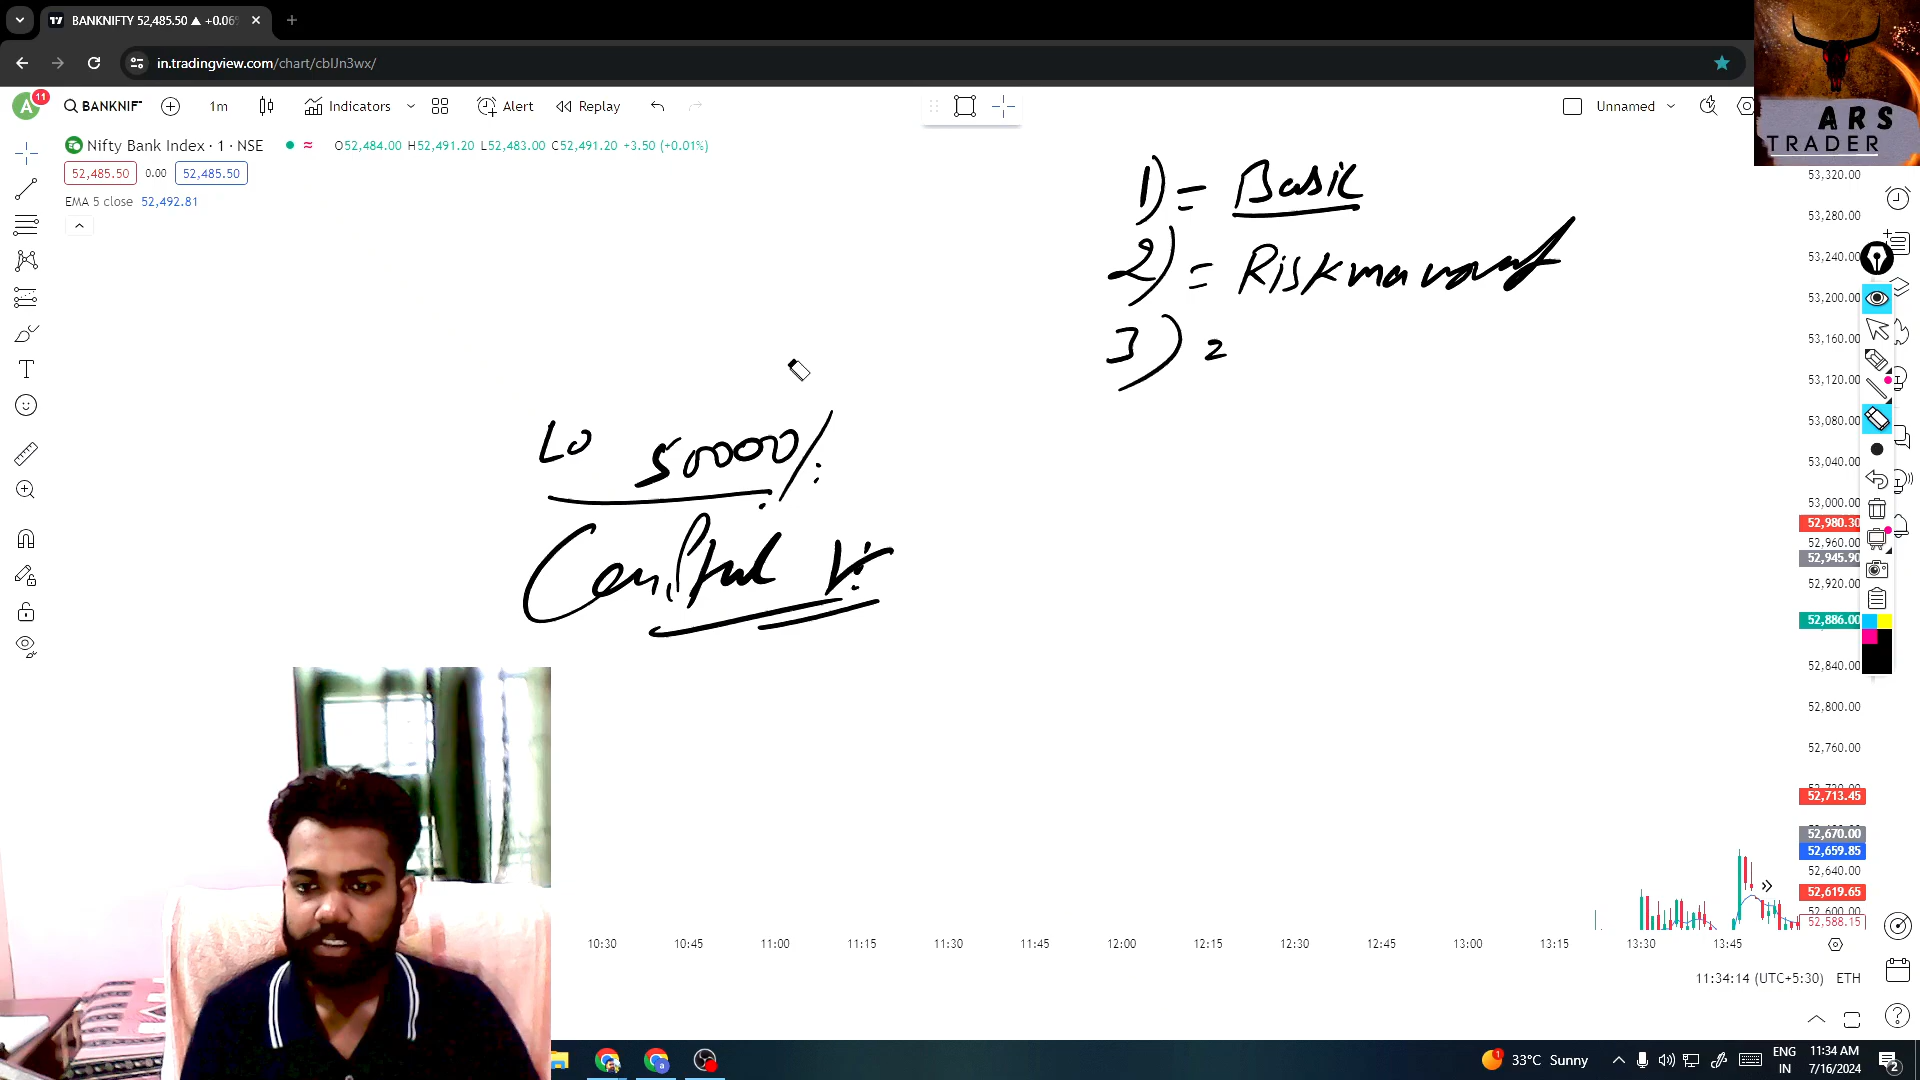 BANKNIFTY 52,485.50 ▲ +0.06%
in.tradingview.com/chart/cbIJn3wx/
A 11 BANKNIF 1m Indicators Alert Replay Unnamed
ARS
TRADER
Nifty Bank Index · 1 · NSE O52,484.00 H52,491.20 L52,483.00 C52,491.20 +3.50 (+0.01%)
52,485.50 0.00 52,485.50
EMA 5 close 52,492.81
1) = Basic
2) = Risk
3) =
50000/.
53,320.00
53,280.00
53,240.00
53,200.00
53,160.00
53,120.00
53,080.00
53,040.00
53,000.00
52,980.30
52,960.00
52,945.90
52,920.00
52,886.00
52,840.00
52,800.00
52,760.00
52,713.45
52,670.00
52,659.85
52,640.00
52,619.65
52,600.00
52,588.15
10:30 10:45 11:00 11:15 11:30 11:45 12:00 12:15 12:30 12:45 13:00 13:15 13:30 13:45
11:34:14 (UTC+5:30) ETH
33°C Sunny
ENG
IN
11:34 AM
7/16/2024
2